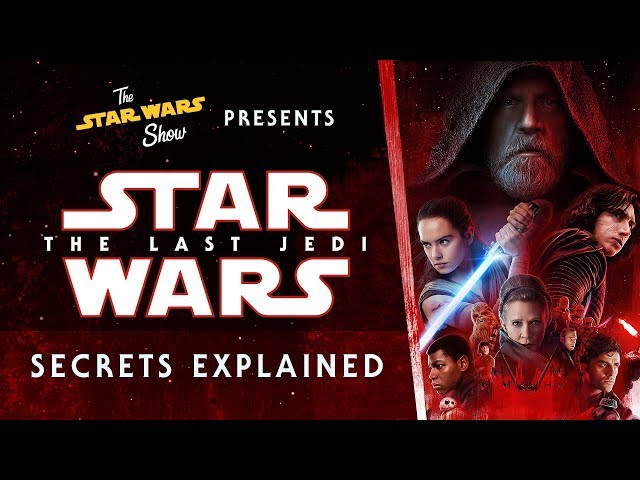 The
STAR WARS
Show
PRESENTS
STAR
THE LAST JEDI
WARS
SECRETS EXPLAINED